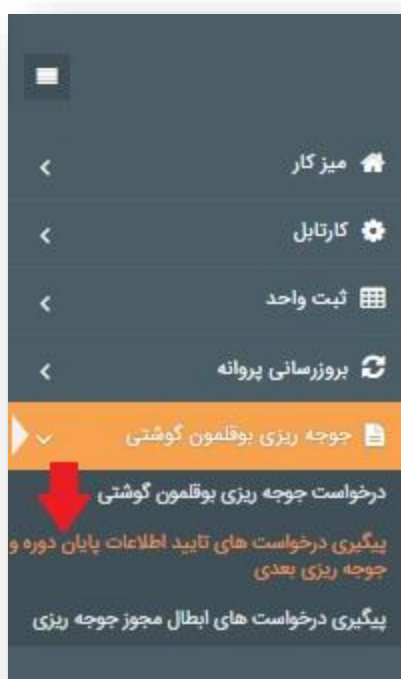 میز کار
کارتابل
ثبت واحد
بروزرسانی پروانه
جوجه ریزی بوقلمون گوشتی
درخواست جوجه ریزی بوقلمون گوشتی
پیگیری درخواست های تایید اطلاعات پایان دوره و
جوجه ریزی بعدی
پیگیری درخواست های ابطال مجوز جوجه ریزی